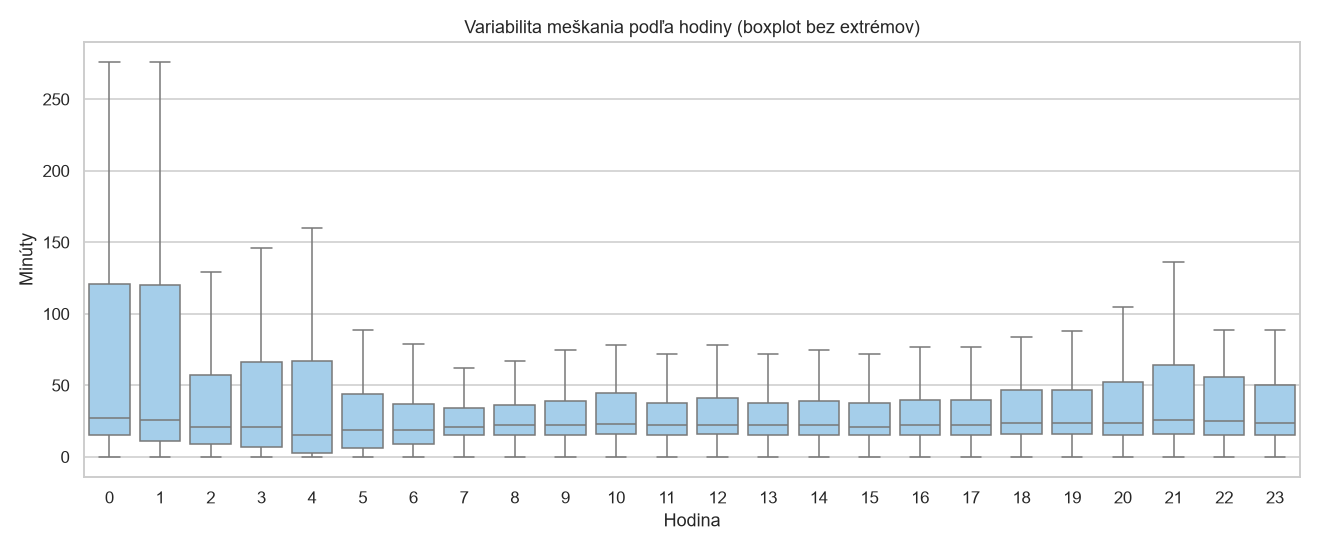 Variabilita meškania podľa hodiny (boxplot bez extrémov)
Minúty
250
200
150
100
50
0
0 1 2 3 4 5 6 7 8 9 10 11 12 13 14 15 16 17 18 19 20 21 22 23
Hodina